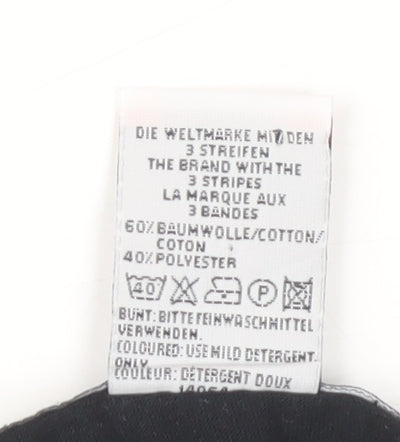 DIE WELTMARKE MIT DEN
3 STREIFEN
THE BRAND WITH THE
3 STRIPES
LA MARQUE AUX
3 BANDES
60% BAUMWOLLE/COTTON/
COTON
40% POLYESTER
40 P
BUNT: BITTE FEINWASCHMITTEL
VERWENDEN.
COLOURED: USE MILD DETERGENT.
ONLY
COULEUR: DÉTERGENT DOUX